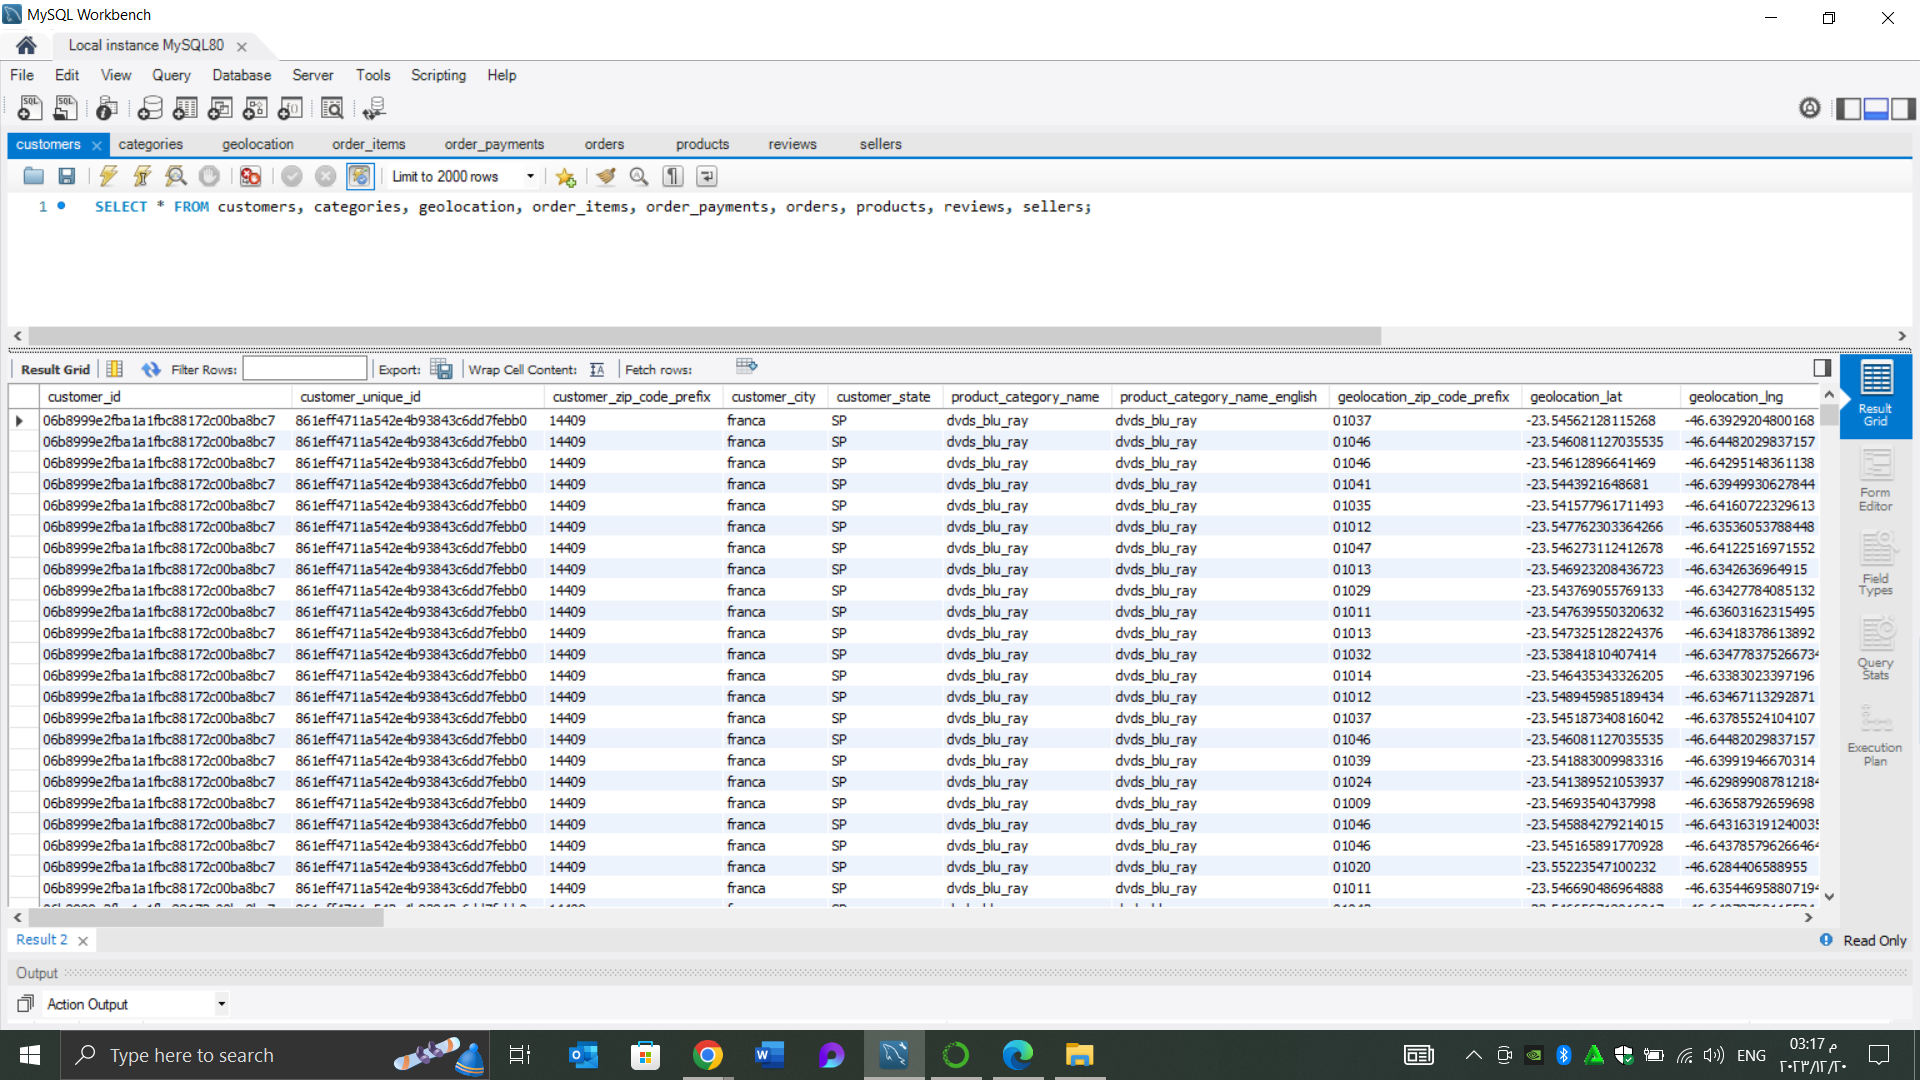 MySQL Workbench
Local instance MySQL80
File Edit View Query Database Server Tools Scripting Help
customers categories geolocation order_items order_payments orders products reviews sellers
Limit to 2000 rows
1 SELECT * FROM customers, categories, geolocation, order_items, order_payments, orders, products, reviews, sellers;
Result Grid Filter Rows: Export: Wrap Cell Content: Fetch rows:
customer_id customer_unique_id customer_zip_code_prefix customer_city customer_state product_category_name product_category_name_english geolocation_zip_code_prefix geolocation_lat geolocation_lng
06b8999e2fba1a1fbc88172c00ba8bc7 861eff4711a542e4b93843c6dd7febb0 14409 franca SP dvds_blu_ray dvds_blu_ray 01037 -23.54562128115268 -46.63929204800168
06b8999e2fba1a1fbc88172c00ba8bc7 861eff4711a542e4b93843c6dd7febb0 14409 franca SP dvds_blu_ray dvds_blu_ray 01046 -23.546081127035535 -46.64482029837157
06b8999e2fba1a1fbc88172c00ba8bc7 861eff4711a542e4b93843c6dd7febb0 14409 franca SP dvds_blu_ray dvds_blu_ray 01046 -23.54612896641469 -46.64295148361138
06b8999e2fba1a1fbc88172c00ba8bc7 861eff4711a542e4b93843c6dd7febb0 14409 franca SP dvds_blu_ray dvds_blu_ray 01041 -23.5443921648681 -46.63949930627844
06b8999e2fba1a1fbc88172c00ba8bc7 861eff4711a542e4b93843c6dd7febb0 14409 franca SP dvds_blu_ray dvds_blu_ray 01035 -23.541577961711493 -46.64160722329613
06b8999e2fba1a1fbc88172c00ba8bc7 861eff4711a542e4b93843c6dd7febb0 14409 franca SP dvds_blu_ray dvds_blu_ray 01012 -23.547762303364266 -46.63536053788448
06b8999e2fba1a1fbc88172c00ba8bc7 861eff4711a542e4b93843c6dd7febb0 14409 franca SP dvds_blu_ray dvds_blu_ray 01047 -23.546273112412678 -46.64122516971552
06b8999e2fba1a1fbc88172c00ba8bc7 861eff4711a542e4b93843c6dd7febb0 14409 franca SP dvds_blu_ray dvds_blu_ray 01013 -23.546923208436723 -46.6342636964915
06b8999e2fba1a1fbc88172c00ba8bc7 861eff4711a542e4b93843c6dd7febb0 14409 franca SP dvds_blu_ray dvds_blu_ray 01029 -23.543769055769133 -46.63427784085132
06b8999e2fba1a1fbc88172c00ba8bc7 861eff4711a542e4b93843c6dd7febb0 14409 franca SP dvds_blu_ray dvds_blu_ray 01011 -23.547639550320632 -46.63603162315495
06b8999e2fba1a1fbc88172c00ba8bc7 861eff4711a542e4b93843c6dd7febb0 14409 franca SP dvds_blu_ray dvds_blu_ray 01013 -23.547325128224376 -46.63418378613892
06b8999e2fba1a1fbc88172c00ba8bc7 861eff4711a542e4b93843c6dd7febb0 14409 franca SP dvds_blu_ray dvds_blu_ray 01032 -23.53841810407414 -46.634778375266734
06b8999e2fba1a1fbc88172c00ba8bc7 861eff4711a542e4b93843c6dd7febb0 14409 franca SP dvds_blu_ray dvds_blu_ray 01014 -23.546435343326205 -46.63383023397196
06b8999e2fba1a1fbc88172c00ba8bc7 861eff4711a542e4b93843c6dd7febb0 14409 franca SP dvds_blu_ray dvds_blu_ray 01012 -23.548945985189434 -46.63467113292871
06b8999e2fba1a1fbc88172c00ba8bc7 861eff4711a542e4b93843c6dd7febb0 14409 franca SP dvds_blu_ray dvds_blu_ray 01037 -23.545187340816042 -46.63785524104107
06b8999e2fba1a1fbc88172c00ba8bc7 861eff4711a542e4b93843c6dd7febb0 14409 franca SP dvds_blu_ray dvds_blu_ray 01046 -23.546081127035535 -46.64482029837157
06b8999e2fba1a1fbc88172c00ba8bc7 861eff4711a542e4b93843c6dd7febb0 14409 franca SP dvds_blu_ray dvds_blu_ray 01039 -23.541883009983316 -46.63991946670314
06b8999e2fba1a1fbc88172c00ba8bc7 861eff4711a542e4b93843c6dd7febb0 14409 franca SP dvds_blu_ray dvds_blu_ray 01024 -23.541389521053937 -46.629899087812184
06b8999e2fba1a1fbc88172c00ba8bc7 861eff4711a542e4b93843c6dd7febb0 14409 franca SP dvds_blu_ray dvds_blu_ray 01009 -23.54693540437998 -46.63658792659698
06b8999e2fba1a1fbc88172c00ba8bc7 861eff4711a542e4b93843c6dd7febb0 14409 franca SP dvds_blu_ray dvds_blu_ray 01046 -23.545884279214015 -46.643163191240035
06b8999e2fba1a1fbc88172c00ba8bc7 861eff4711a542e4b93843c6dd7febb0 14409 franca SP dvds_blu_ray dvds_blu_ray 01046 -23.545165891770928 -46.643785796266464
06b8999e2fba1a1fbc88172c00ba8bc7 861eff4711a542e4b93843c6dd7febb0 14409 franca SP dvds_blu_ray dvds_blu_ray 01020 -23.55223547100232 -46.6284406588955
06b8999e2fba1a1fbc88172c00ba8bc7 861eff4711a542e4b93843c6dd7febb0 14409 franca SP dvds_blu_ray dvds_blu_ray 01011 -23.546690486964888 -46.635446958807194
Result
Grid
Form
Editor
Field
Types
Query
Stats
Execution
Plan
Result 2
Read Only
Output
Action Output
Type here to search
ENG
03:17 م
٢٠٢٣/١٢/٢٠